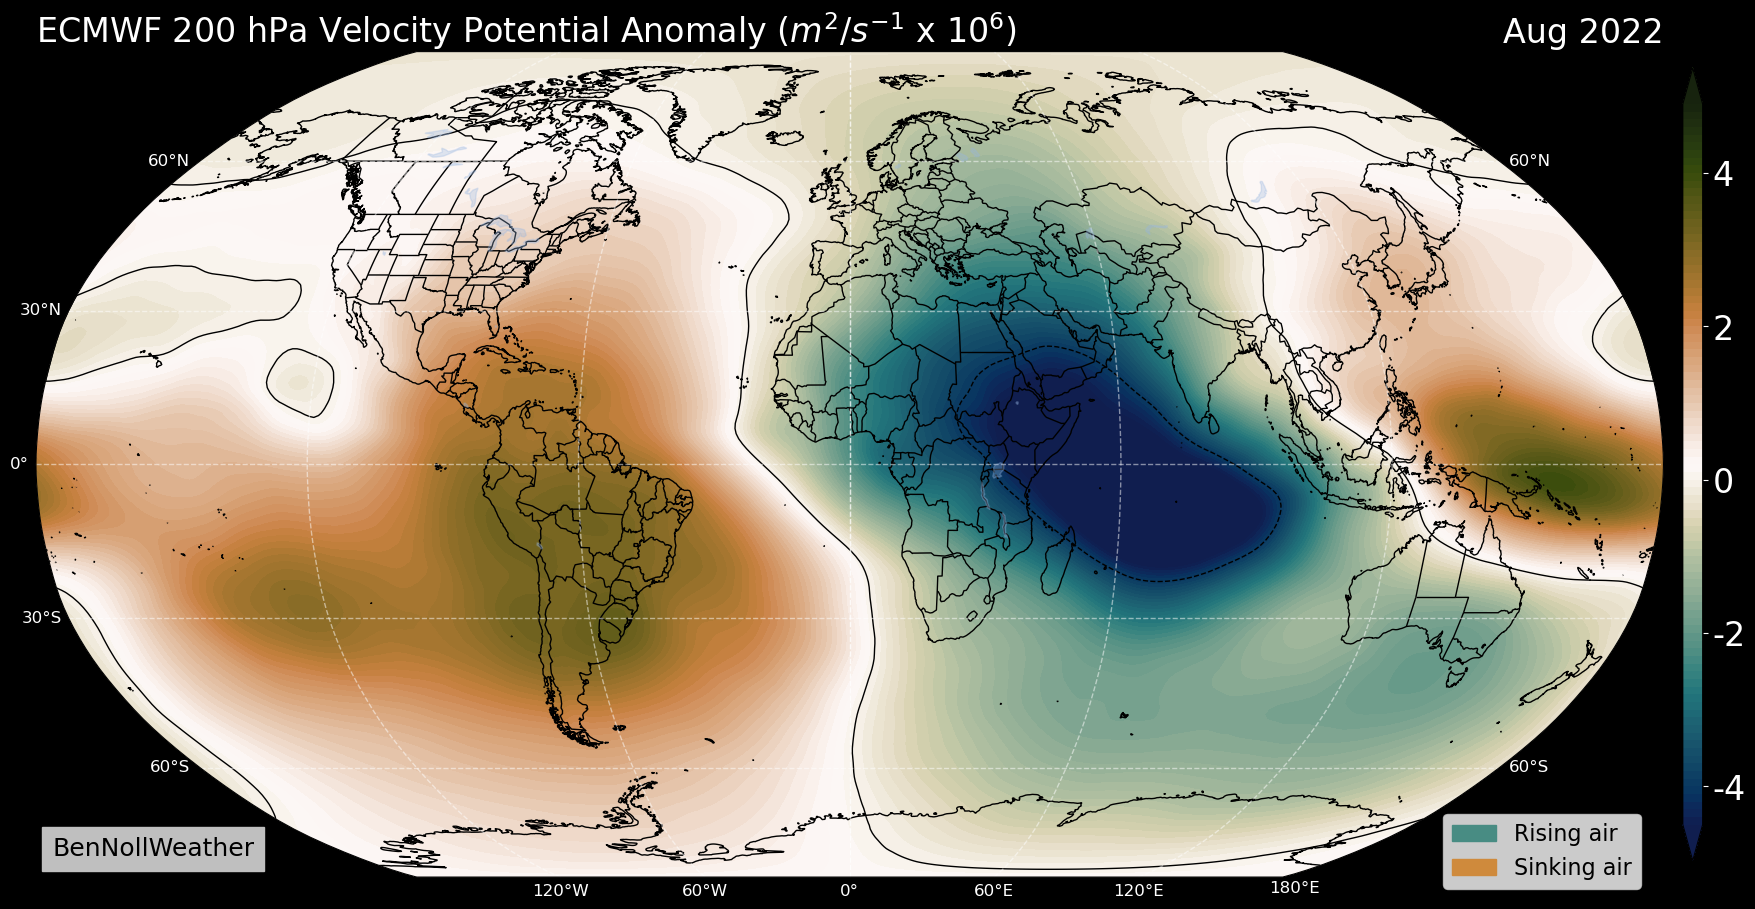 ECMWF 200 hPa Velocity Potential Anomaly (m²/s⁻¹ x 10⁶)
Aug 2022
60°N
60°N
4
30°N
2
0°
0
30°S
-2
60°S
60°S
-4
BenNollWeather
Rising air
Sinking air
120°W 60°W 0° 60°E 120°E 180°E